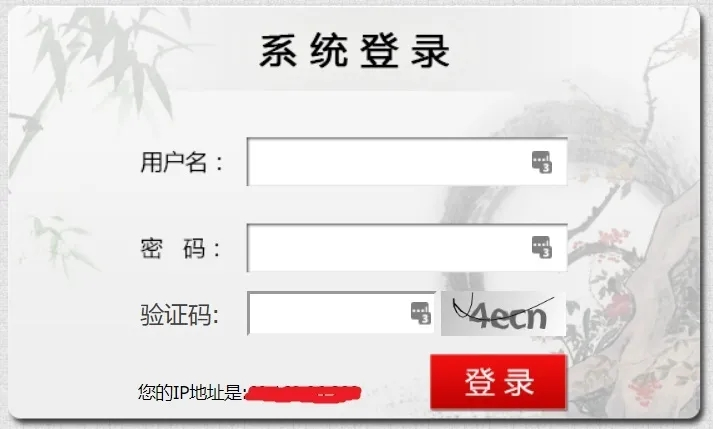 系统登录
用户名：
密 码：
验证码: 4ecn
您的IP地址是:
登录